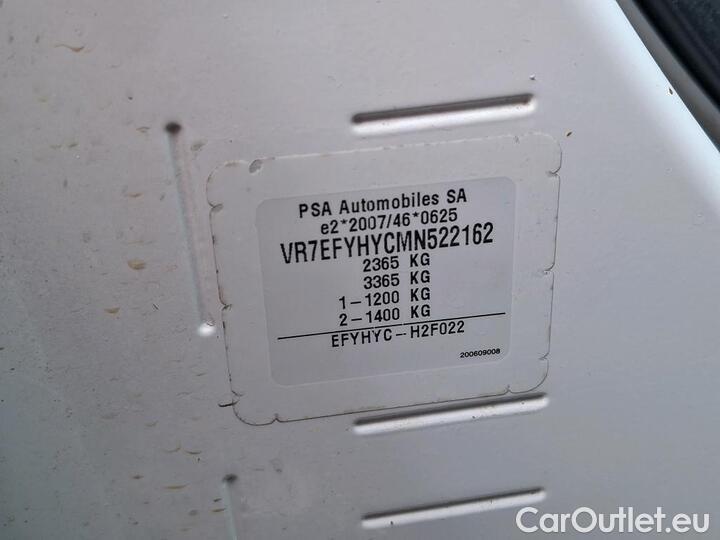 PSA Automobiles SA
e2*2007/46*0625
VR7EFYHYCMN522162
2365 KG
3365 KG
1-1200 KG
2-1400 KG
EFYHYC-H2F022
200609008
CarOutlet.eu